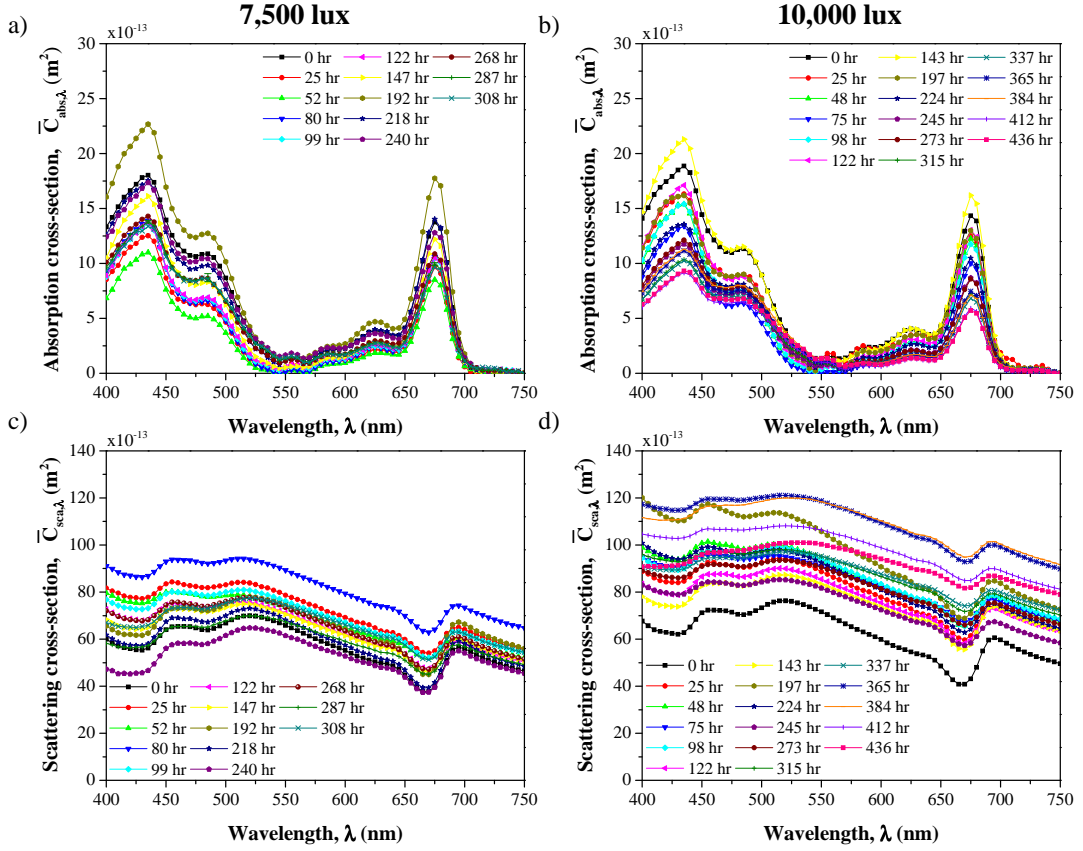 7,500 lux
10,000 lux
a)
×10⁻¹³
30
25
20
15
10
5
0
Absorption cross-section, C̅abs,λ (m²)
0 hr
25 hr
52 hr
80 hr
99 hr
122 hr
147 hr
192 hr
218 hr
240 hr
268 hr
287 hr
308 hr
400 450 500 550 600 650 700 750
Wavelength, λ (nm)
b)
×10⁻¹³
30
25
20
15
10
5
0
Absorption cross-section, C̅abs,λ (m²)
0 hr
25 hr
48 hr
75 hr
98 hr
122 hr
143 hr
197 hr
224 hr
245 hr
273 hr
315 hr
337 hr
365 hr
384 hr
412 hr
436 hr
400 450 500 550 600 650 700 750
Wavelength, λ (nm)
c)
×10⁻¹³
140
120
100
80
60
40
20
0
Scattering cross-section, C̅sca,λ (m²)
0 hr
25 hr
52 hr
80 hr
99 hr
122 hr
147 hr
192 hr
218 hr
240 hr
268 hr
287 hr
308 hr
400 450 500 550 600 650 700 750
Wavelength, λ (nm)
d)
×10⁻¹³
140
120
100
80
60
40
20
0
Scattering cross-section, C̅sca,λ (m²)
0 hr
25 hr
48 hr
75 hr
98 hr
122 hr
143 hr
197 hr
224 hr
245 hr
273 hr
315 hr
337 hr
365 hr
384 hr
412 hr
436 hr
400 450 500 550 600 650 700 750
Wavelength, λ (nm)